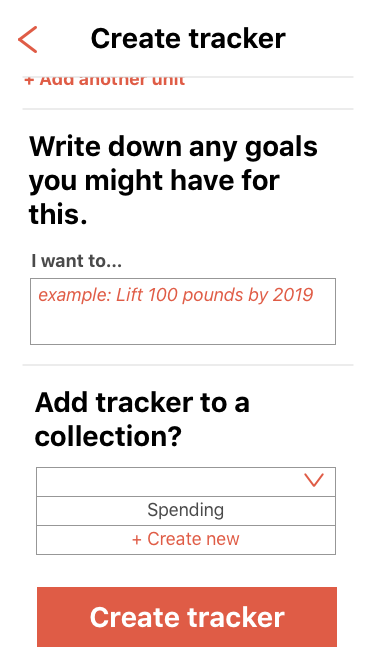 Create tracker
+ Add another unit
Write down any goals
you might have for
this.
I want to...
example: Lift 100 pounds by 2019
Add tracker to a
collection?
Spending
+ Create new
Create tracker